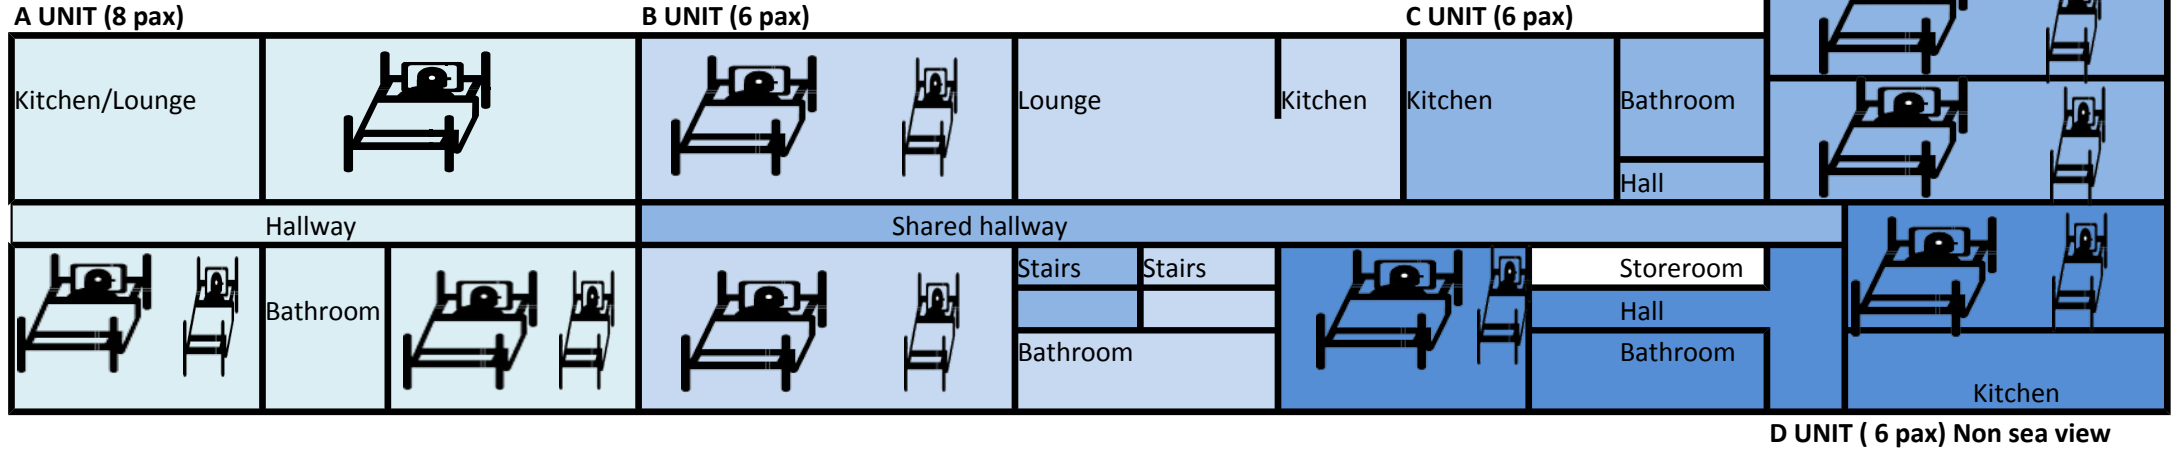 A UNIT (8 pax)
B UNIT (6 pax)
C UNIT (6 pax)
Kitchen/Lounge
Lounge
Kitchen
Kitchen
Bathroom
Hall
Hallway
Shared hallway
Stairs
Stairs
Storeroom
Bathroom
Hall
Bathroom
Bathroom
Kitchen
D UNIT ( 6 pax) Non sea view